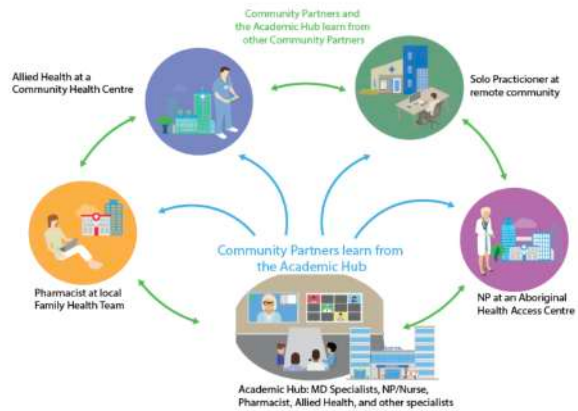 Community Partners and
the Academic Hub learn from
other Community Partners
Allied Health at a
Community Health Centre
Solo Practicioner at
remote community
Community Partners learn from
the Academic Hub
Pharmacist at local
Family Health Team
NP at an Aboriginal
Health Access Centre
Academic Hub: MD Specialists, NP/Nurse,
Pharmacist, Allied Health, and other specialists